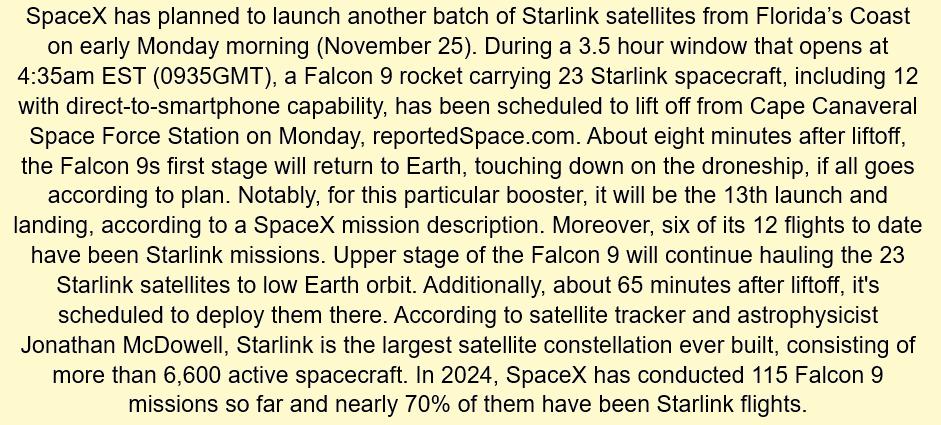 SpaceX has planned to launch another batch of Starlink satellites from Florida’s Coast
on early Monday morning (November 25). During a 3.5 hour window that opens at
4:35am EST (0935GMT), a Falcon 9 rocket carrying 23 Starlink spacecraft, including 12
with direct-to-smartphone capability, has been scheduled to lift off from Cape Canaveral
Space Force Station on Monday, reportedSpace.com. About eight minutes after liftoff,
the Falcon 9s first stage will return to Earth, touching down on the droneship, if all goes
according to plan. Notably, for this particular booster, it will be the 13th launch and
landing, according to a SpaceX mission description. Moreover, six of its 12 flights to date
have been Starlink missions. Upper stage of the Falcon 9 will continue hauling the 23
Starlink satellites to low Earth orbit. Additionally, about 65 minutes after liftoff, it's
scheduled to deploy them there. According to satellite tracker and astrophysicist
Jonathan McDowell, Starlink is the largest satellite constellation ever built, consisting of
more than 6,600 active spacecraft. In 2024, SpaceX has conducted 115 Falcon 9
missions so far and nearly 70% of them have been Starlink flights.